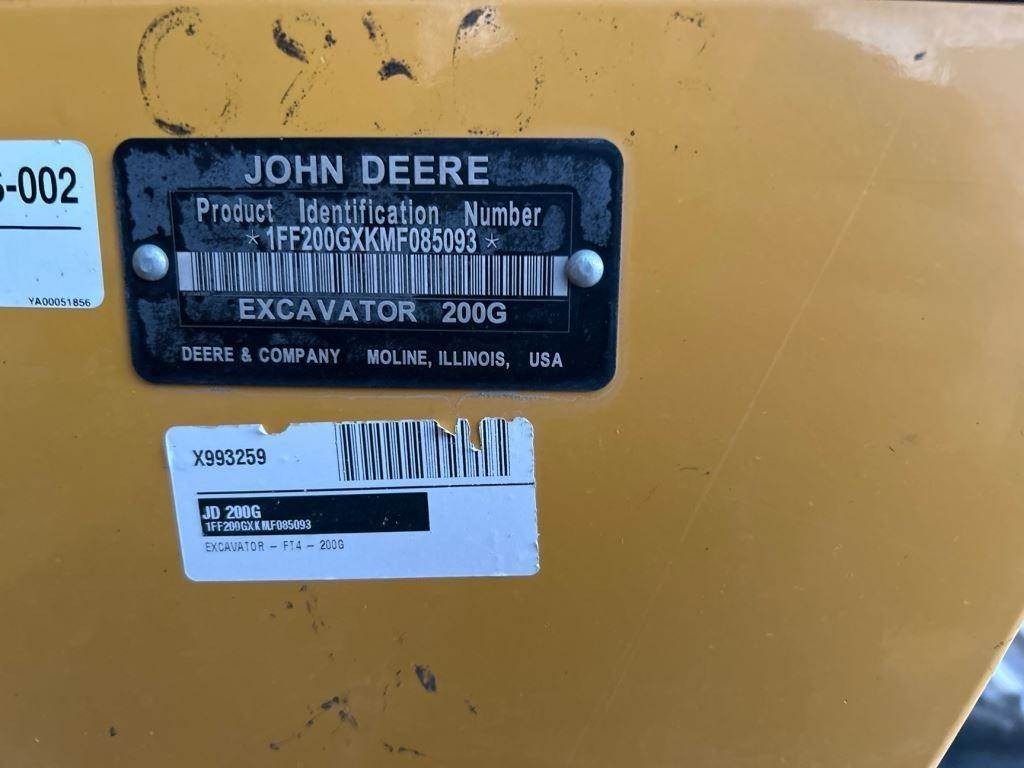 -002
YA00051856
JOHN DEERE
Product Identification Number
* 1FF200GXKMF085093 *
EXCAVATOR 200G
DEERE & COMPANY MOLINE, ILLINOIS, USA
X993259
JD 200G
1FF200GXKMF085093
EXCAVATOR - FT4 - 200G